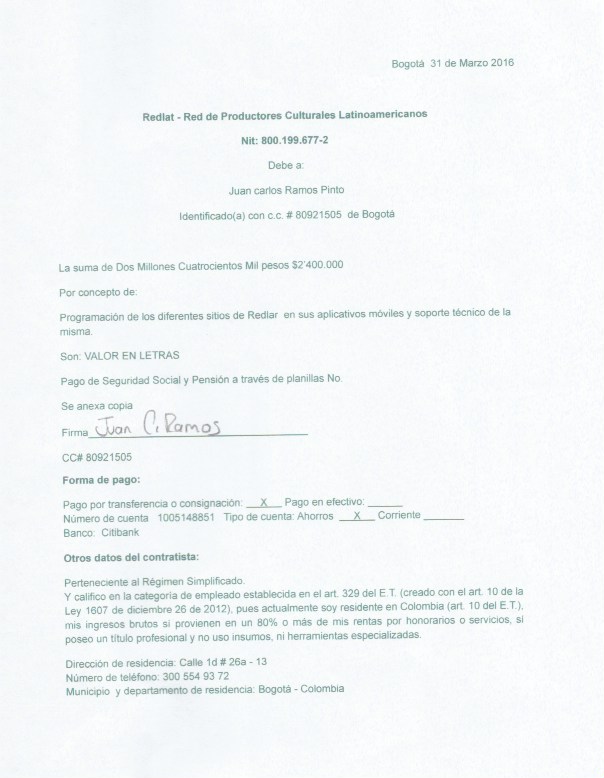 Bogotá 31 de Marzo 2016
Redlat - Red de Productores Culturales Latinoamericanos
Nit: 800.199.677-2
Debe a:
Juan carlos Ramos Pinto
Identificado(a) con c.c. # 80921505 de Bogotá
La suma de Dos Millones Cuatrocientos Mil pesos $2'400.000
Por concepto de:
Programación de los diferentes sitios de Redlar en sus aplicativos móviles y soporte técnico de la
misma.
Son: VALOR EN LETRAS
Pago de Seguridad Social y Pensión a través de planillas No.
Se anexa copia
Firma Juan C. Ramos
CC# 80921505
Forma de pago:
Pago por transferencia o consignación: __X__ Pago en efectivo: ______
Número de cuenta 1005148851 Tipo de cuenta: Ahorros __X__ Corriente _______
Banco: Citibank
Otros datos del contratista:
Perteneciente al Régimen Simplificado.
Y califico en la categoría de empleado establecida en el art. 329 del E.T. (creado con el art. 10 de la
Ley 1607 de diciembre 26 de 2012), pues actualmente soy residente en Colombia (art. 10 del E.T.),
mis ingresos brutos si provienen en un 80% o más de mis rentas por honorarios o servicios, si
poseo un título profesional y no uso insumos, ni herramientas especializadas.
Dirección de residencia: Calle 1d # 26a - 13
Número de teléfono: 300 554 93 72
Municipio y departamento de residencia: Bogotá - Colombia